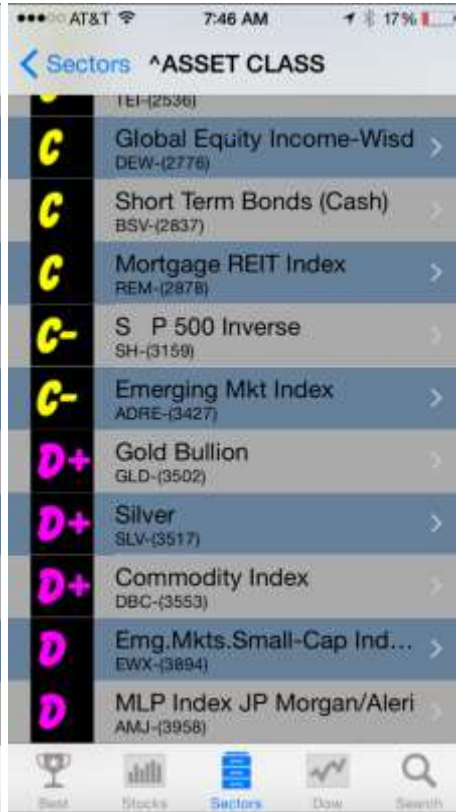 AT&T 7:46 AM 17%
Sectors ^ASSET CLASS
C TEI-(2536)
C Global Equity Income-Wisd
DEW-(2776)
C Short Term Bonds (Cash)
BSV-(2837)
C Mortgage REIT Index
REM-(2878)
C- S P 500 Inverse
SH-(3159)
C- Emerging Mkt Index
ADRE-(3427)
D+ Gold Bullion
GLD-(3502)
D+ Silver
SLV-(3517)
D+ Commodity Index
DBC-(3553)
D Emg.Mkts.Small-Cap Ind...
EWX-(3894)
D MLP Index JP Morgan/Aleri
AMJ-(3958)
Best Stocks Sectors Dow Search